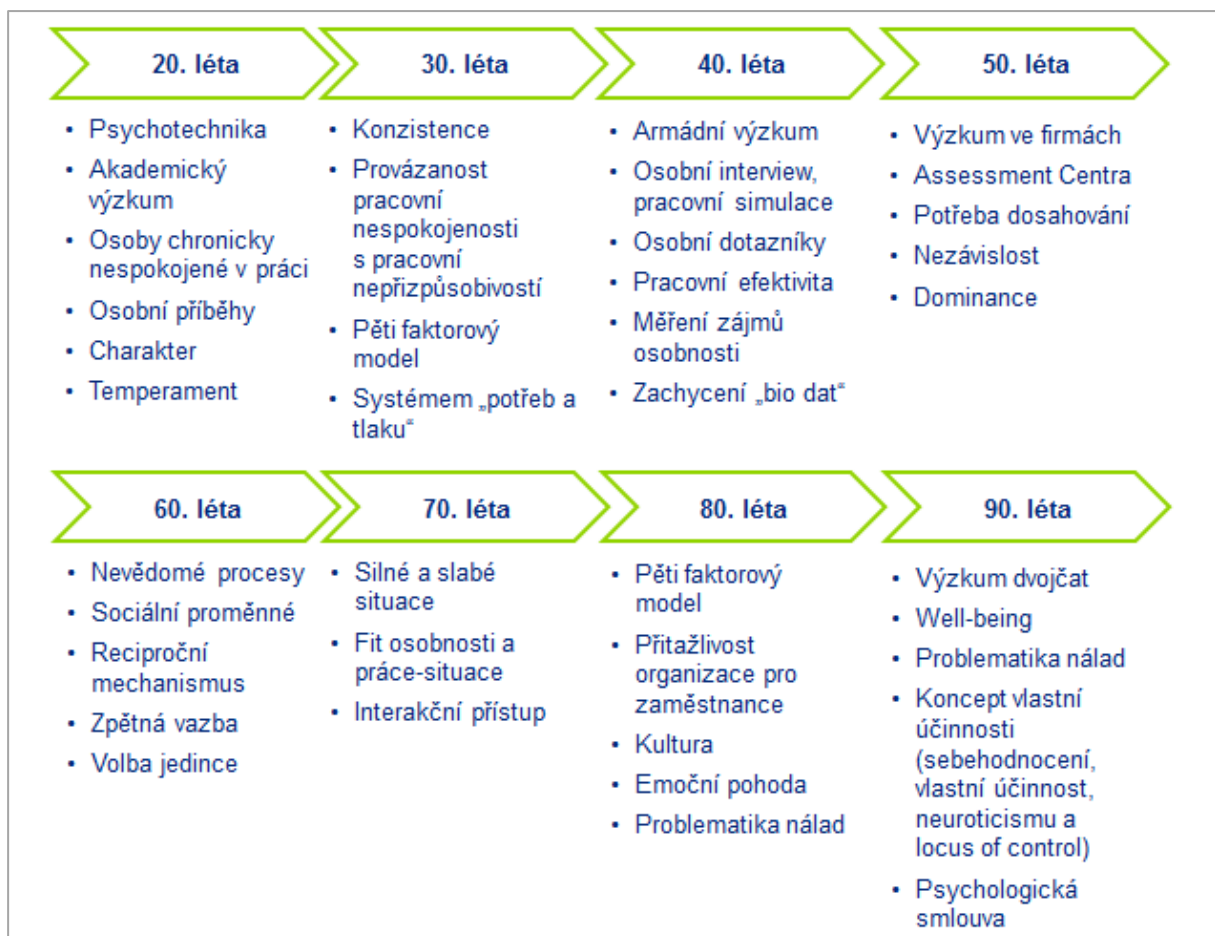 20. léta
• Psychotechnika
• Akademický
výzkum
• Osoby chronicky
nespokojené v práci
• Osobní příběhy
• Charakter
• Temperament
30. léta
• Konzistence
• Provázanost
pracovní
nespokojenosti
s pracovní
nepřizpůsobivostí
• Pěti faktorový
model
• Systémem „potřeb a
tlaku“
40. léta
• Armádní výzkum
• Osobní interview,
pracovní simulace
• Osobní dotazníky
• Pracovní efektivita
• Měření zájmů
osobnosti
• Zachycení „bio dat“
50. léta
• Výzkum ve firmách
• Assessment Centra
• Potřeba dosahování
• Nezávislost
• Dominance
60. léta
• Nevědomé procesy
• Sociální proměnné
• Reciproční
mechanismus
• Zpětná vazba
• Volba jedince
70. léta
• Silné a slabé
situace
• Fit osobnosti a
práce-situace
• Interakční přístup
80. léta
• Pěti faktorový
model
• Přitažlivost
organizace pro
zaměstnance
• Kultura
• Emoční pohoda
• Problematika nálad
90. léta
• Výzkum dvojčat
• Well-being
• Problematika nálad
• Koncept vlastní
účinnosti
(sebehodnocení,
vlastní účinnost,
neuroticismu a
locus of control)
• Psychologická
smlouva